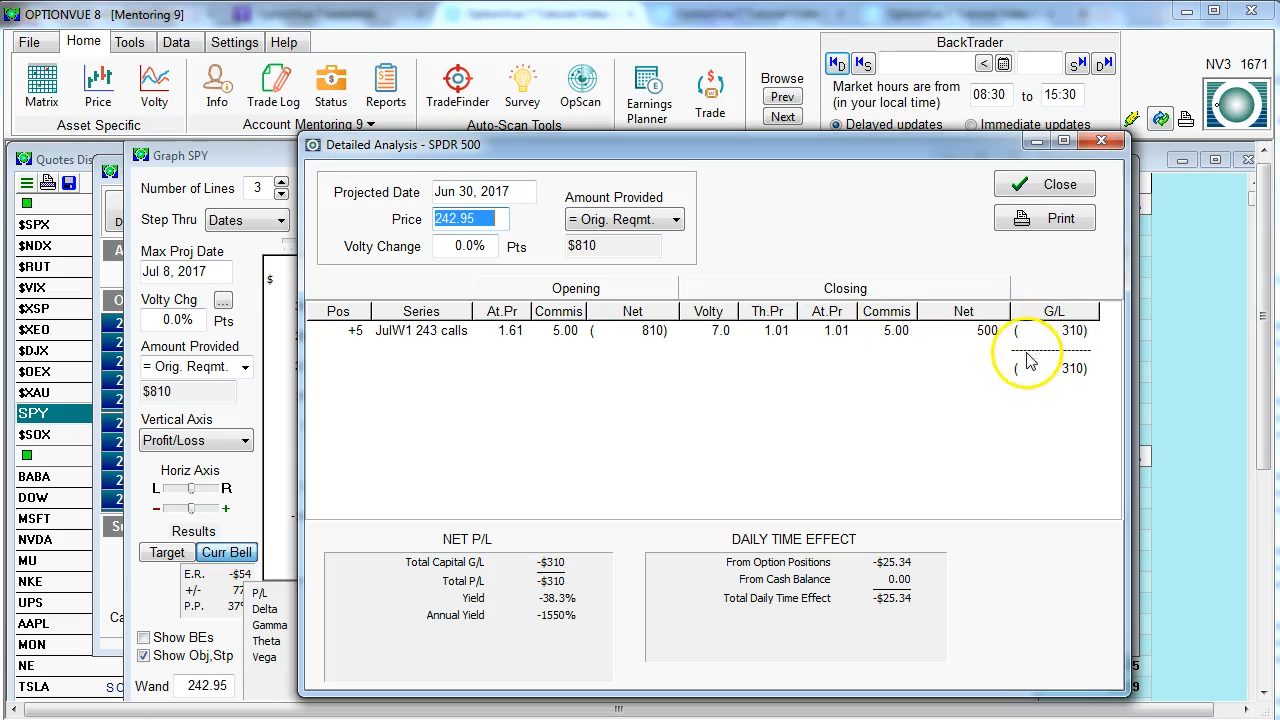 OPTIONVUE 8 [Mentoring 9]
File Home Tools Data Settings Help
BackTrader
Matrix Price Volty Info Trade Log Status Reports TradeFinder Survey OpScan Earnings Planner Trade
Browse
Prev
Next
Asset Specific Account Mentoring 9 Auto-Scan Tools
D S < S D
Market hours are from
(in your local time)
08:30 to 15:30
Delayed updates Immediate updates
NV3 1671
Quotes Dis
$SPX
$NDX
$RUT
$VIX
$XSP
$XEO
$DJX
$OEX
$XAU
SPY
$SOX
BABA
DOW
MSFT
NVDA
MU
NKE
UPS
AAPL
MON
NE
TSLA
Graph SPY
Number of Lines 3
Step Thru Dates
Max Proj Date
Jul 8, 2017
Volty Chg ...
0.0% Pts
Amount Provided
= Orig. Reqmt.
$810
Vertical Axis
Profit/Loss
Horiz Axis
L R
- +
Results
Target Curr Bell
E.R. -$54
+/- 77
P.P. 37%
Show BEs
Show Obj,Stp
Wand 242.95
$
P/L
Delta
Gamma
Theta
Vega
Detailed Analysis - SPDR 500
Projected Date Jun 30, 2017
Price 242.95
Volty Change 0.0% Pts
Amount Provided
= Orig. Reqmt.
$810
Close
Print
Opening Closing
Pos Series At.Pr Commis Net Volty Th.Pr At.Pr Commis Net G/L
+5 JulW1 243 calls 1.61 5.00 ( 810) 7.0 1.01 1.01 5.00 500 ( 310)
( 310)
NET P/L
Total Capital G/L -$310
Total P/L -$310
Yield -38.3%
Annual Yield -1550%
DAILY TIME EFFECT
From Option Positions -$25.34
From Cash Balance 0.00
Total Daily Time Effect -$25.34